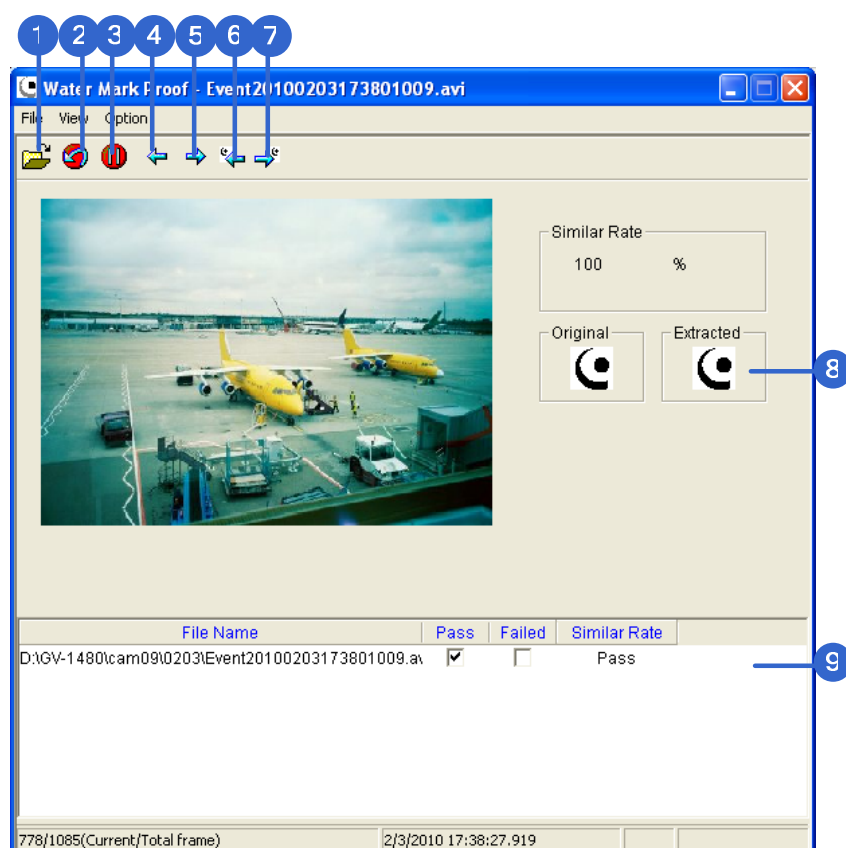 1 2 3 4 5 6 7
Water Mark Proof - Event20100203173801009.avi
File View Option
Similar Rate
100 %
Original Extracted
8
File Name Pass Failed Similar Rate
D:\GV-1480\cam09\0203\Event20100203173801009.a Pass
9
778/1085(Current/Total frame) 2/3/2010 17:38:27.919